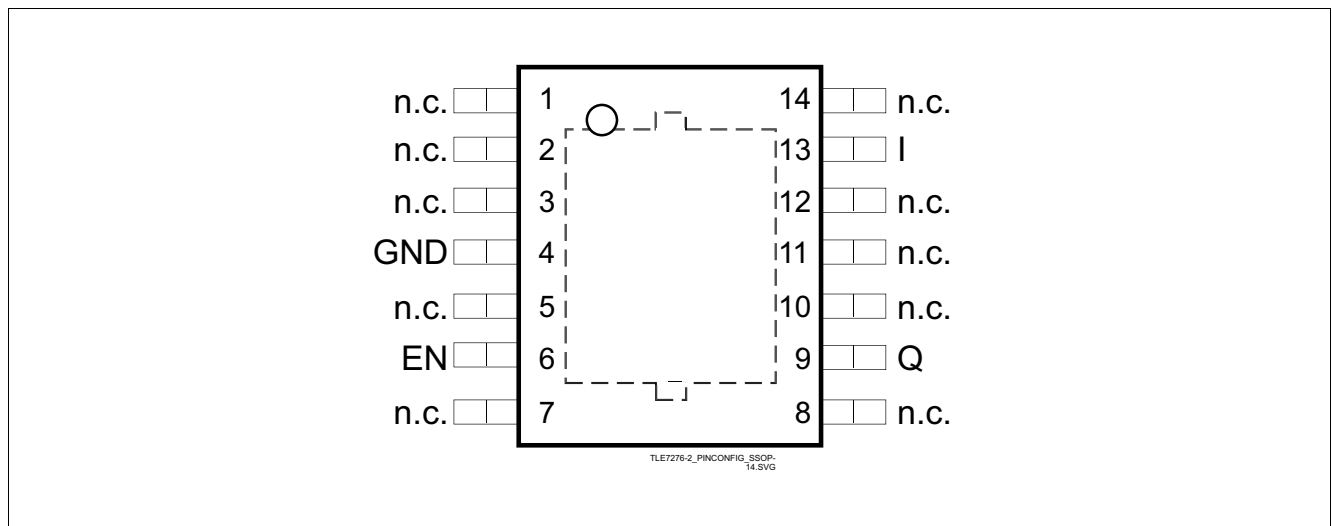 n.c. 1 14 n.c.
n.c. 2 13 I
n.c. 3 12 n.c.
GND 4 11 n.c.
n.c. 5 10 n.c.
EN 6 9 Q
n.c. 7 8 n.c.
TLE7276-2_PINCONFIG_SSOP-
14.SVG